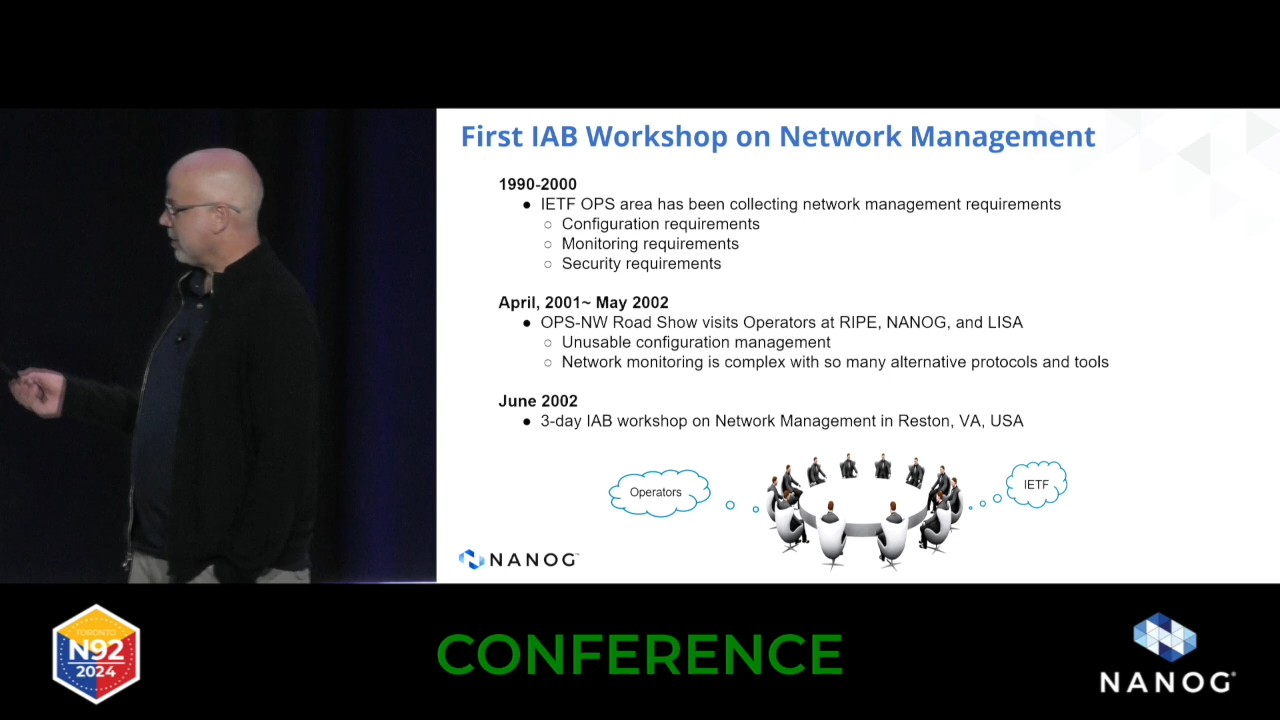 First IAB Workshop on Network Management
1990-2000
● IETF OPS area has been collecting network management requirements
○ Configuration requirements
○ Monitoring requirements
○ Security requirements
April, 2001~ May 2002
● OPS-NW Road Show visits Operators at RIPE, NANOG, and LISA
○ Unusable configuration management
○ Network monitoring is complex with so many alternative protocols and tools
June 2002
● 3-day IAB workshop on Network Management in Reston, VA, USA
Operators
IETF
NANOG™
TORONTO
N92
2024
CONFERENCE
NANOG®